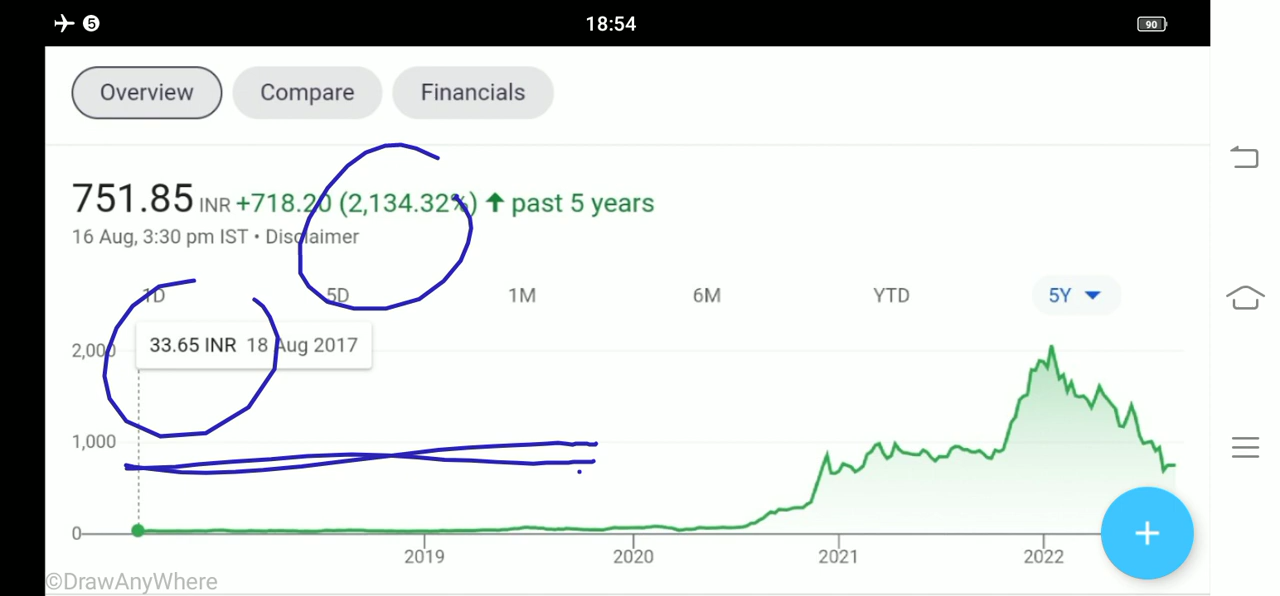 5 18:54 90
Overview Compare Financials
751.85 INR +718.20 (2,134.32%) ↑ past 5 years
16 Aug, 3:30 pm IST • Disclaimer
1D 5D 1M 6M YTD 5Y
33.65 INR 18 Aug 2017
2,000
1,000
0
2019 2020 2021 2022
+
©DrawAnyWhere